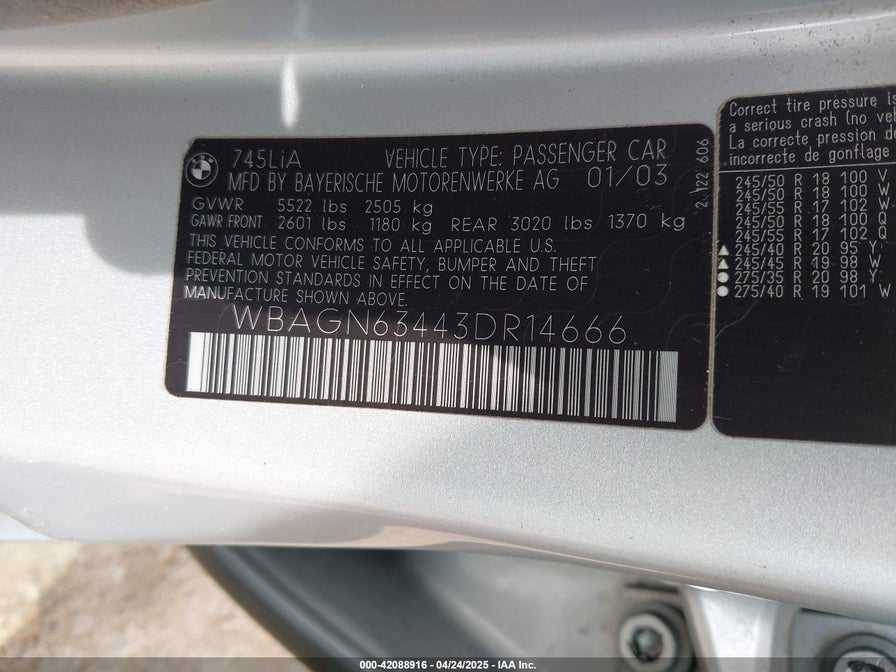 745LiA VEHICLE TYPE: PASSENGER CAR
MFD BY BAYERISCHE MOTORENWERKE AG 01/03
GVWR 5522 lbs 2505 kg
GAWR FRONT 2601 lbs 1180 kg REAR 3020 lbs 1370 kg
THIS VEHICLE CONFORMS TO ALL APPLICABLE U.S.
FEDERAL MOTOR VEHICLE SAFETY, BUMPER AND THEFT
PREVENTION STANDARDS IN EFFECT ON THE DATE OF
MANUFACTURE SHOWN ABOVE.
WBAGN63443DR14666
2.122 606
Correct tire pressure is
a serious crash (no
La correcte pression d
incorrecte de gonflage
245/50 R 18 100 V
245/50 R 18 100 W
245/55 R 17 102 W
245/50 R 18 100 Q
245/55 R 17 102 Q
245/40 R 20 95 Y
245/45 R 19 98 W
275/35 R 20 98 Y
275/40 R 19 101 W
000-42088916 - 04/24/2025 - IAA Inc.